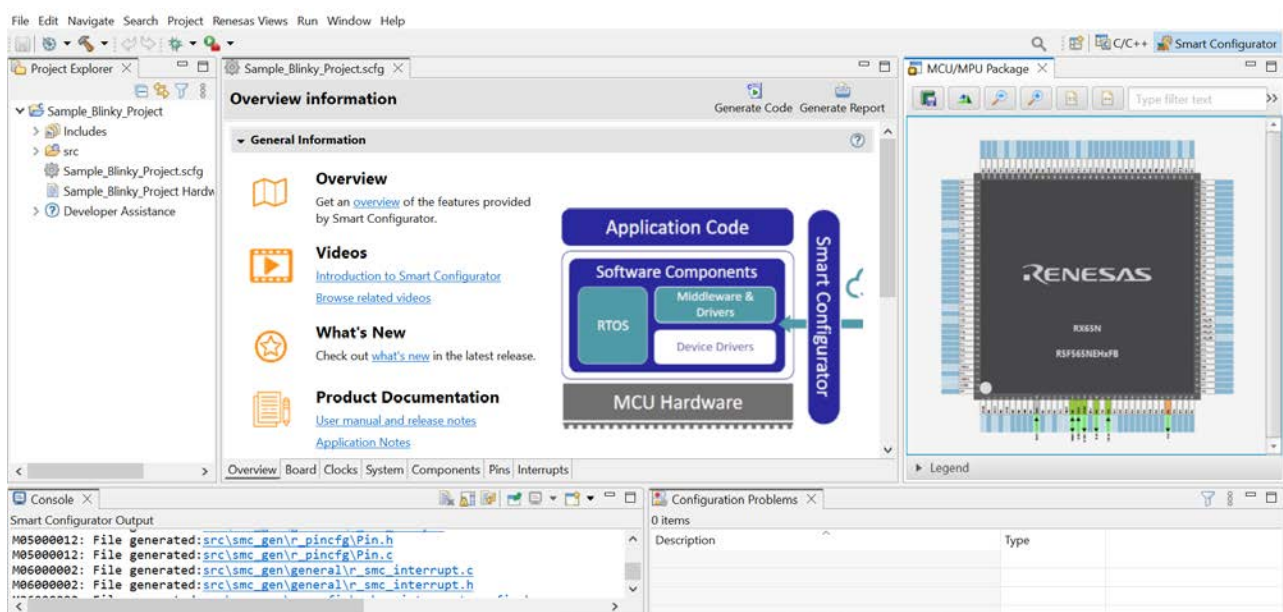 File Edit Navigate Search Project Renesas Views Run Window Help
C/C++ Smart Configurator
Project Explorer
Sample_Blinky_Project
Includes
src
Sample_Blinky_Project.scfg
Sample_Blinky_Project Hardw
Developer Assistance
Sample_Blinky_Project.scfg
Overview information
Generate Code Generate Report
General Information
Overview
Get an overview of the features provided
by Smart Configurator.
Videos
Introduction to Smart Configurator
Browse related videos
What's New
Check out what's new in the latest release.
Product Documentation
User manual and release notes
Application Notes
Application Code
Software Components
RTOS
Middleware &
Drivers
Device Drivers
MCU Hardware
Smart Configurator
Overview Board Clocks System Components Pins Interrupts
MCU/MPU Package
Type filter text
RENESAS
RX65N
R5F565NEHxFB
Legend
Console
Smart Configurator Output
M05000012: File generated:src\smc_gen\r_pincfg\Pin.h
M05000012: File generated:src\smc_gen\r_pincfg\Pin.c
M06000002: File generated:src\smc_gen\general\r_smc_interrupt.c
M06000002: File generated:src\smc_gen\general\r_smc_interrupt.h
Configuration Problems
0 items
Description Type